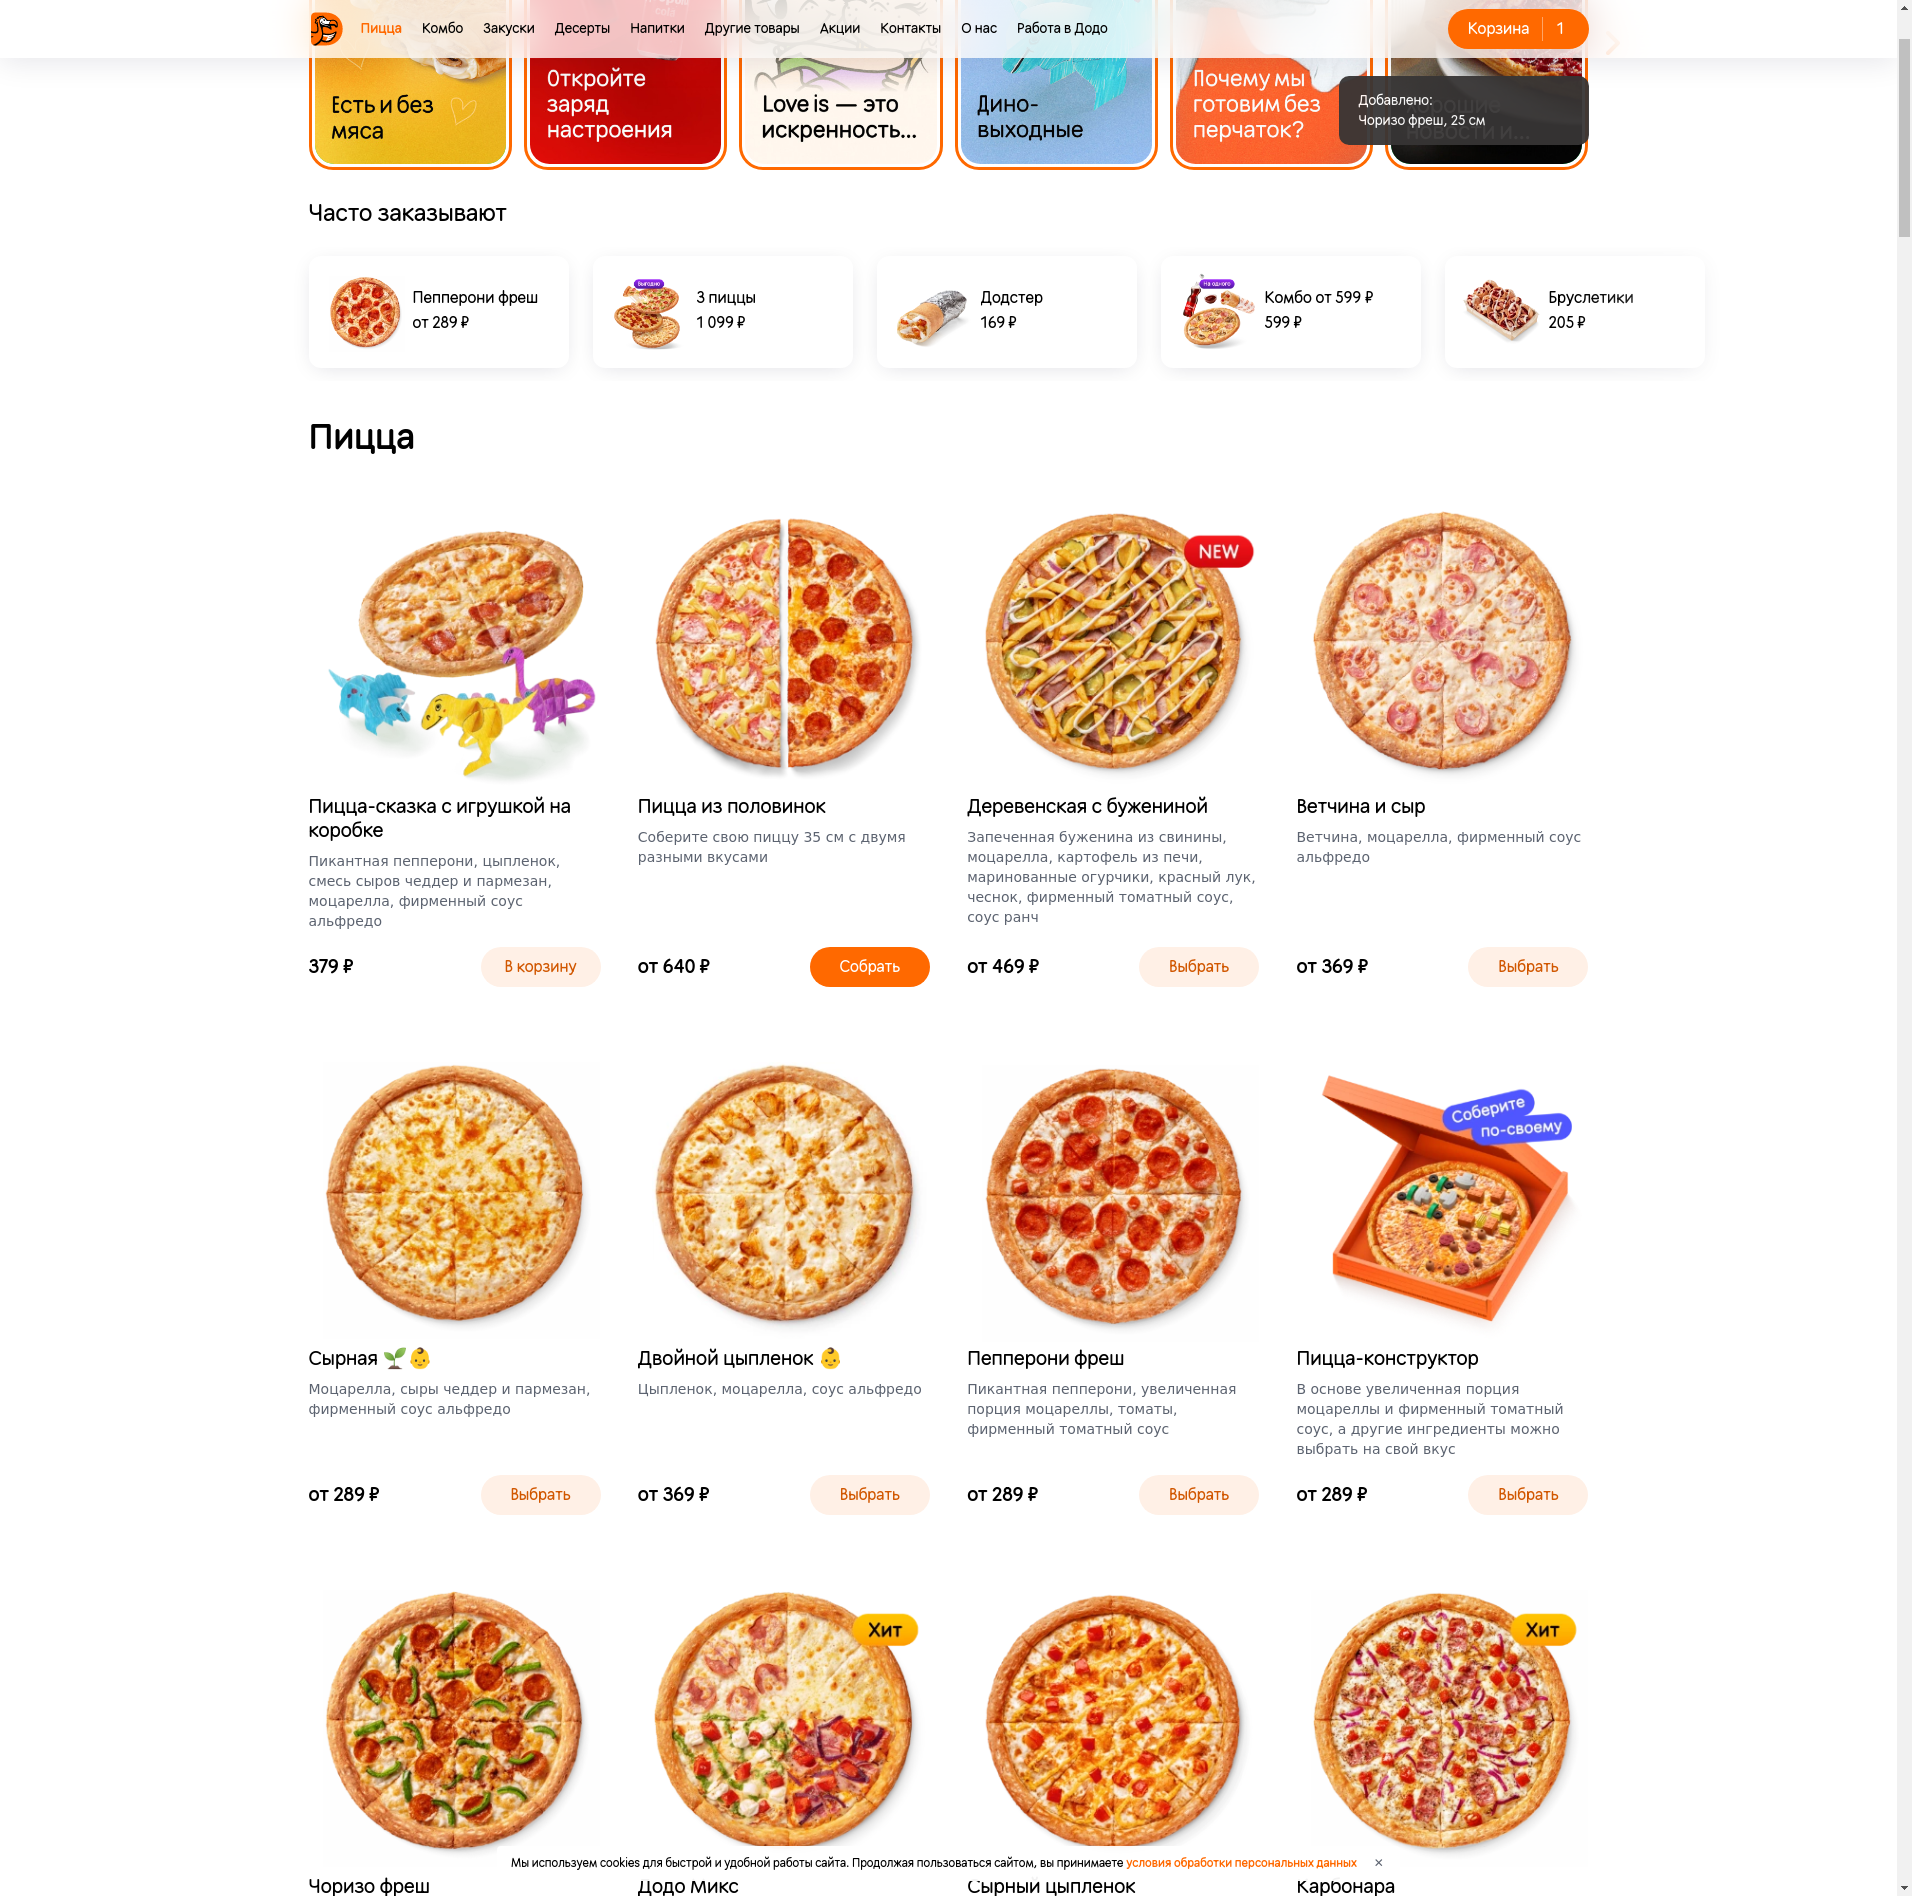 Пицца
Комбо
Закуски
Десерты
Напитки
Другие товары
Акции
Контакты
О нас
Работа в Додо
Корзина
1
Есть и без
мяса
Откройте
заряд
настроения
Love is — это
искренность...
Дино-
выходные
Почему мы
готовим без
перчаток?
Хорошие
новости и...
Добавлено:
Чоризо фреш, 25 см
Часто заказывают
Пепперони фреш
от 289 ₽
Выгодно
3 пиццы
1 099 ₽
Додстер
169 ₽
На одного
Комбо от 599 ₽
599 ₽
Бруслетики
205 ₽
Пицца
NEW
Пицца-сказка с игрушкой на
коробке
Пикантная пепперони, цыпленок,
смесь сыров чеддер и пармезан,
моцарелла, фирменный соус
альфредо
379 ₽
В корзину
Пицца из половинок
Соберите свою пиццу 35 см с двумя
разными вкусами
от 640 ₽
Собрать
Деревенская с бужениной
Запеченная буженина из свинины,
моцарелла, картофель из печи,
маринованные огурчики, красный лук,
чеснок, фирменный томатный соус,
соус ранч
от 469 ₽
Выбрать
Ветчина и сыр
Ветчина, моцарелла, фирменный соус
альфредо
от 369 ₽
Выбрать
Сырная 🌱👶
Моцарелла, сыры чеддер и пармезан,
фирменный соус альфредо
от 289 ₽
Выбрать
Двойной цыпленок 👶
Цыпленок, моцарелла, соус альфредо
от 369 ₽
Выбрать
Пепперони фреш
Пикантная пепперони, увеличенная
порция моцареллы, томаты,
фирменный томатный соус
от 289 ₽
Выбрать
Соберите
по-своему
Пицца-конструктор
В основе увеличенная порция
моцареллы и фирменный томатный
соус, а другие ингредиенты можно
выбрать на свой вкус
от 289 ₽
Выбрать
Хит
Хит
Мы используем cookies для быстрой и удобной работы сайта. Продолжая пользоваться сайтом, вы принимаете условия обработки персональных данных
×
Чоризо фреш
Додо Микс
Сырный цыпленок
Карбонара